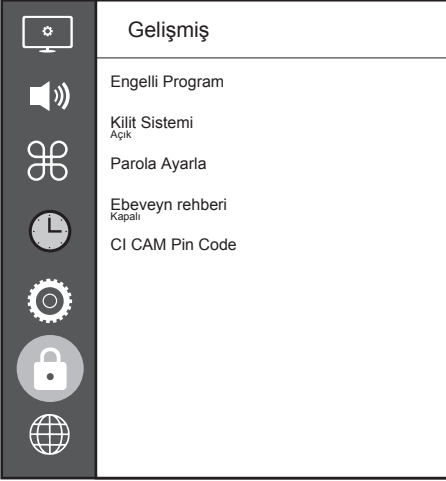 Gelişmiş
Engelli Program
Kilit Sistemi
Açık
Parola Ayarla
Ebeveyn rehberi
Kapalı
CI CAM Pin Code